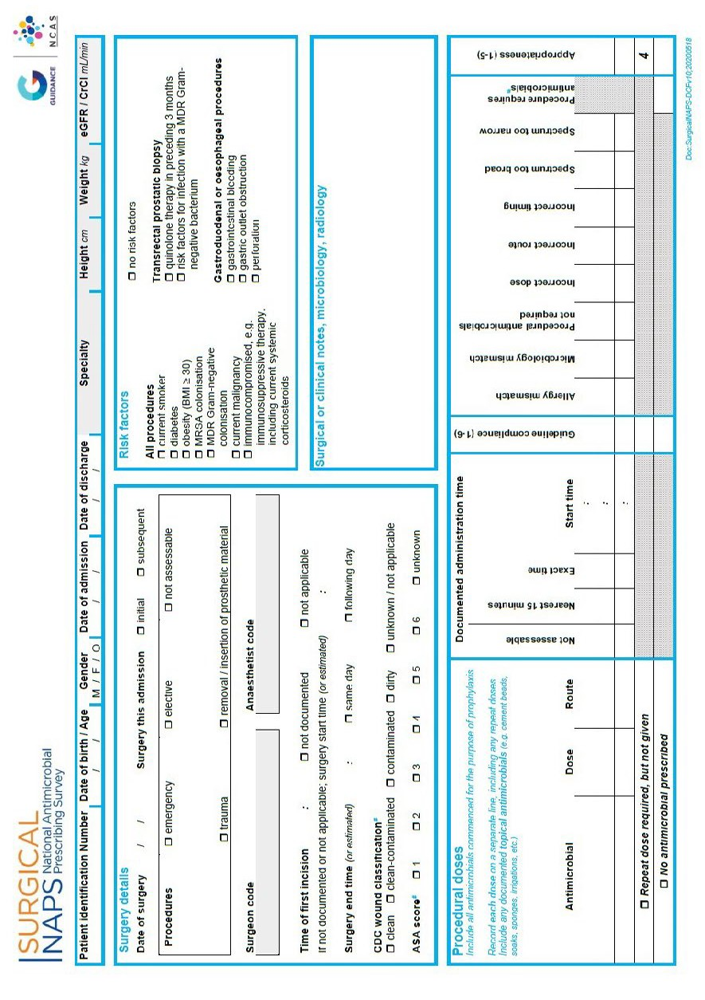 SURGICAL
NAPS National Antimicrobial
Prescribing Survey
GUIDANCE
NCAS
Patient identification Number
Date of birth / Age
/ /
Gender
M / F / O
Date of admission
/ /
Date of discharge
/ /
Specialty
Height cm
Weight kg
eGFR / CrCl mL/min
Surgery details
Date of surgery / /
Surgery this admission ☐ initial ☐ subsequent
Procedures ☐ emergency ☐ elective ☐ not assessable
☐ trauma ☐ removal / insertion of prosthetic material
Surgeon code
Anaesthetist code
Time of first incision : ☐ not documented ☐ not applicable
If not documented or not applicable; surgery start time (or estimated) :
Surgery end time (or estimated) : ☐ same day ☐ following day
CDC wound classification#
☐ clean ☐ clean-contaminated ☐ contaminated ☐ dirty ☐ unknown / not applicable
ASA score# ☐ 1 ☐ 2 ☐ 3 ☐ 4 ☐ 5 ☐ 6 ☐ unknown
Risk factors
All procedures
☐ current smoker
☐ diabetes
☐ obesity (BMI ≥ 30)
☐ MRSA colonisation
☐ MDR Gram-negative
colonisation
☐ current malignancy
☐ immunocompromised, e.g.
immunosuppressive therapy,
including current systemic
corticosteroids
☐ no risk factors
Transrectal prostatic biopsy
☐ quinolone therapy in preceding 3 months
☐ risk factors for infection with a MDR Gram-
negative bacterium
Gastroduodenal or oesophageal procedures
☐ gastrointestinal bleeding
☐ gastric outlet obstruction
☐ perforation
Surgical or clinical notes, microbiology, radiology
Procedural doses
Include all antimicrobials commenced for the purpose of prophylaxis
Record each dose on a separate line, including any repeat doses
Include any documented topical antimicrobials (e.g. cement beads,
soaks, sponges, irrigations, etc.)
Antimicrobial
Dose
Route
Documented administration time
Not assessable
Nearest 15 minutes
Exact time
Start time
:
:
:
Guideline compliance (1-6)
Allergy mismatch
Microbiology mismatch
Procedural antimicrobials
not required
Incorrect dose
Incorrect route
Incorrect timing
Spectrum too broad
Spectrum too narrow
Procedure requires
antimicrobials#
Appropriateness (1-5)
☐ Repeat dose required, but not given
4
☐ No antimicrobial prescribed
Doc:SurgicalNAPS-DCFv10;20200518